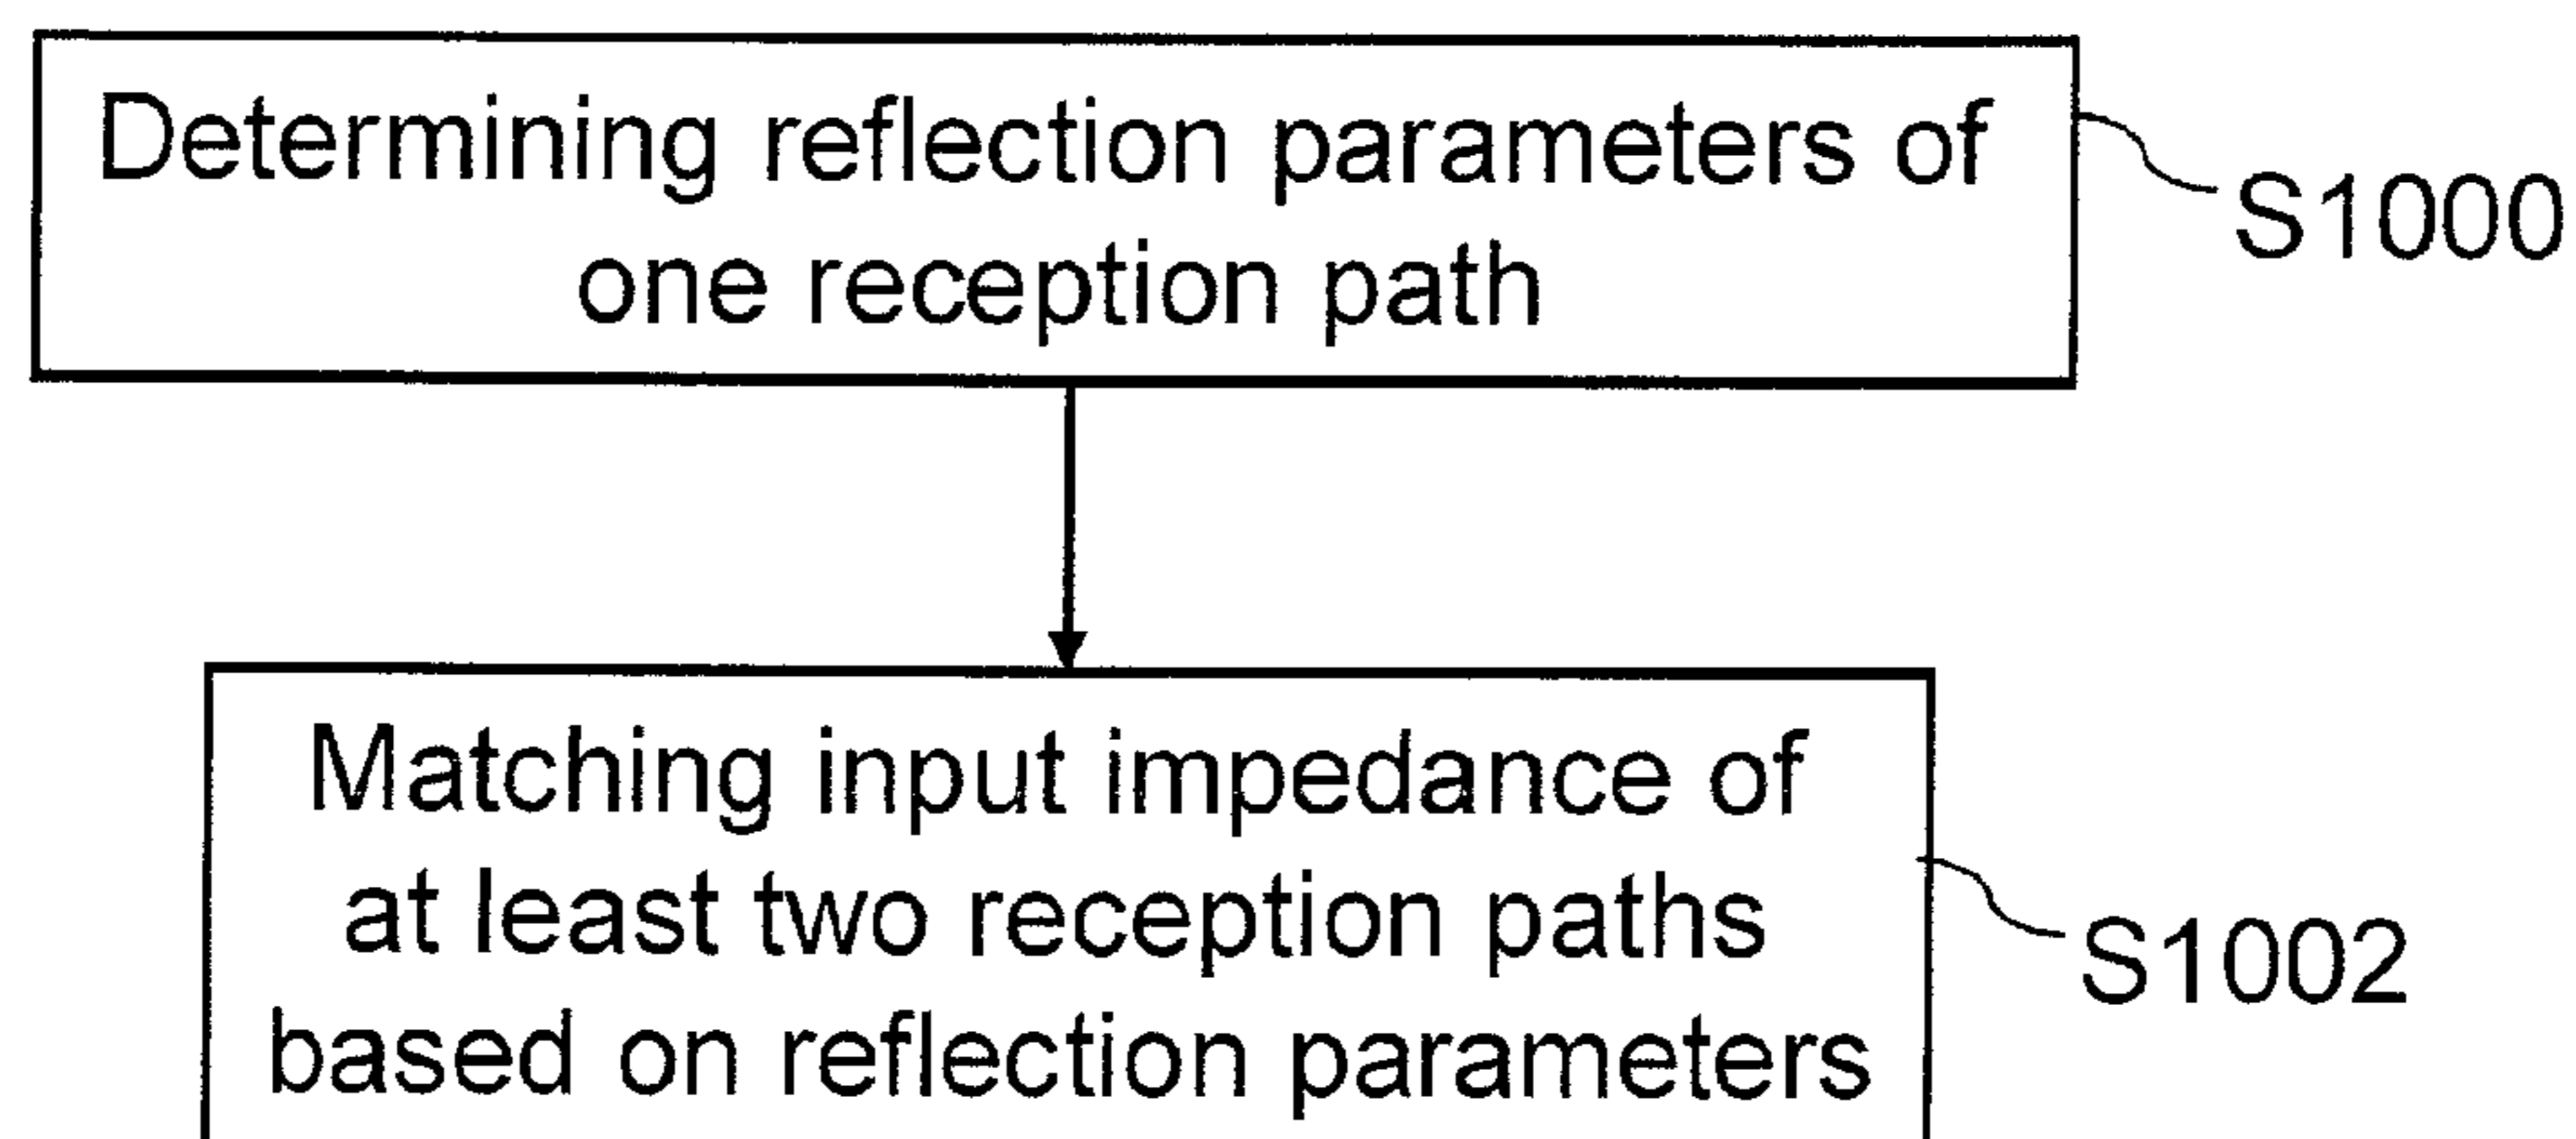 Determining reflection parameters of
one reception path
S1000
Matching input impedance of
at least two reception paths
based on reflection parameters
S1002